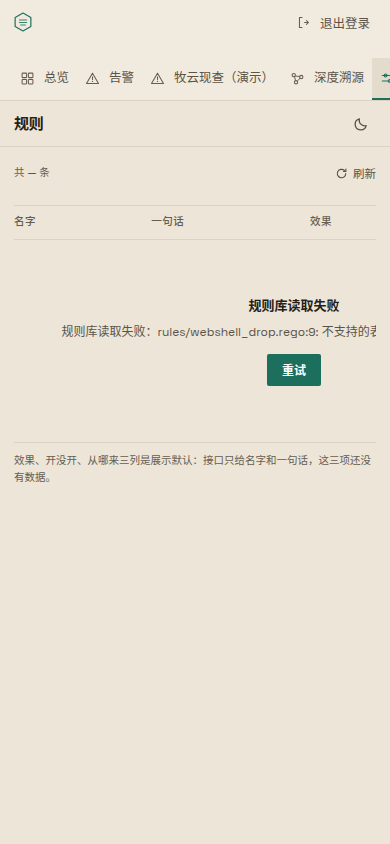 退出登录
总览
告警
牧云现查（演示）
深度溯源
规则
共 — 条
刷新
名字 一句话 效果
规则库读取失败
规则库读取失败：rules/webshell_drop.rego:9: 不支持的
重试
效果、开没开、从哪来三列是展示默认：接口只给名字和一句话，这三项还没
有数据。